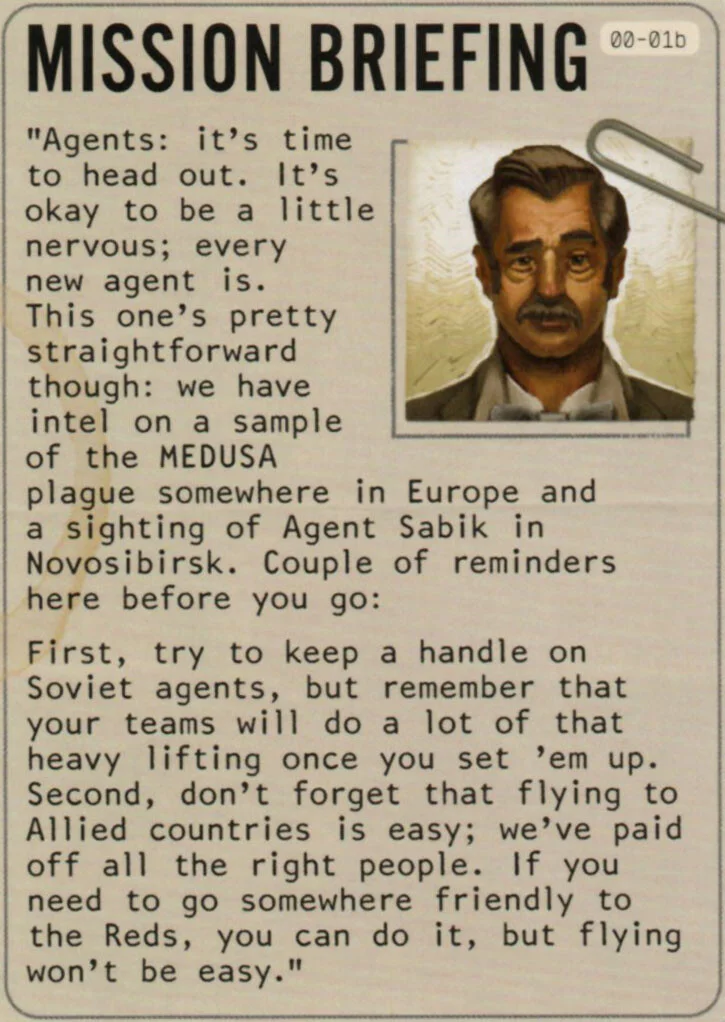 MISSION BRIEFING
00-01b
"Agents: it's time
to head out. It's
okay to be a little
nervous; every
new agent is.
This one's pretty
straightforward
though: we have
intel on a sample
of the MEDUSA
plague somewhere in Europe and
a sighting of Agent Sabik in
Novosibirsk. Couple of reminders
here before you go:
First, try to keep a handle on
Soviet agents, but remember that
your teams will do a lot of that
heavy lifting once you set 'em up.
Second, don't forget that flying to
Allied countries is easy; we've paid
off all the right people. If you
need to go somewhere friendly to
the Reds, you can do it, but flying
won't be easy."